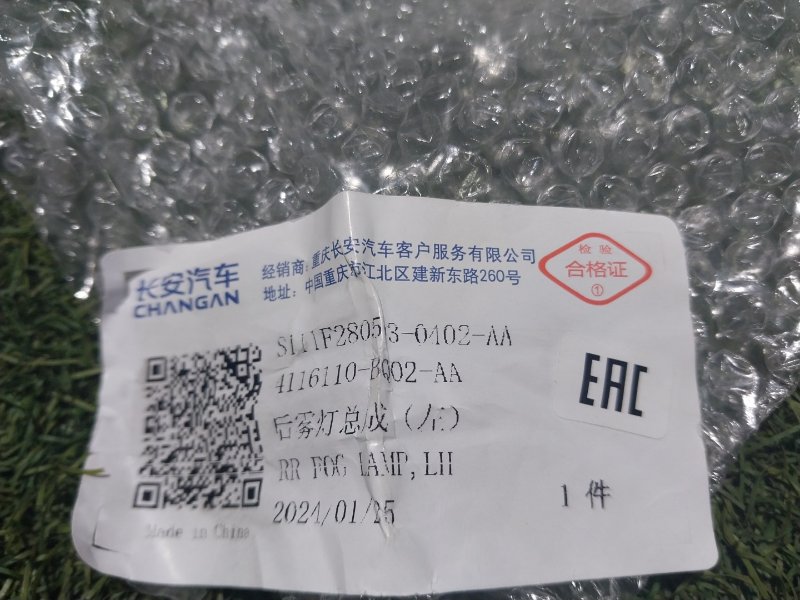 长安汽车
CHANGAN
经销商：重庆长安汽车客户服务有限公司
地址：中国重庆市江北区建新东路260号
检验
合格证
①
S111F28053-0402-AA
4116110-BQ02-AA
后雾灯总成（左）
RR FOG LAMP,LH
2024/01/25
1 件
EAC
Made in China